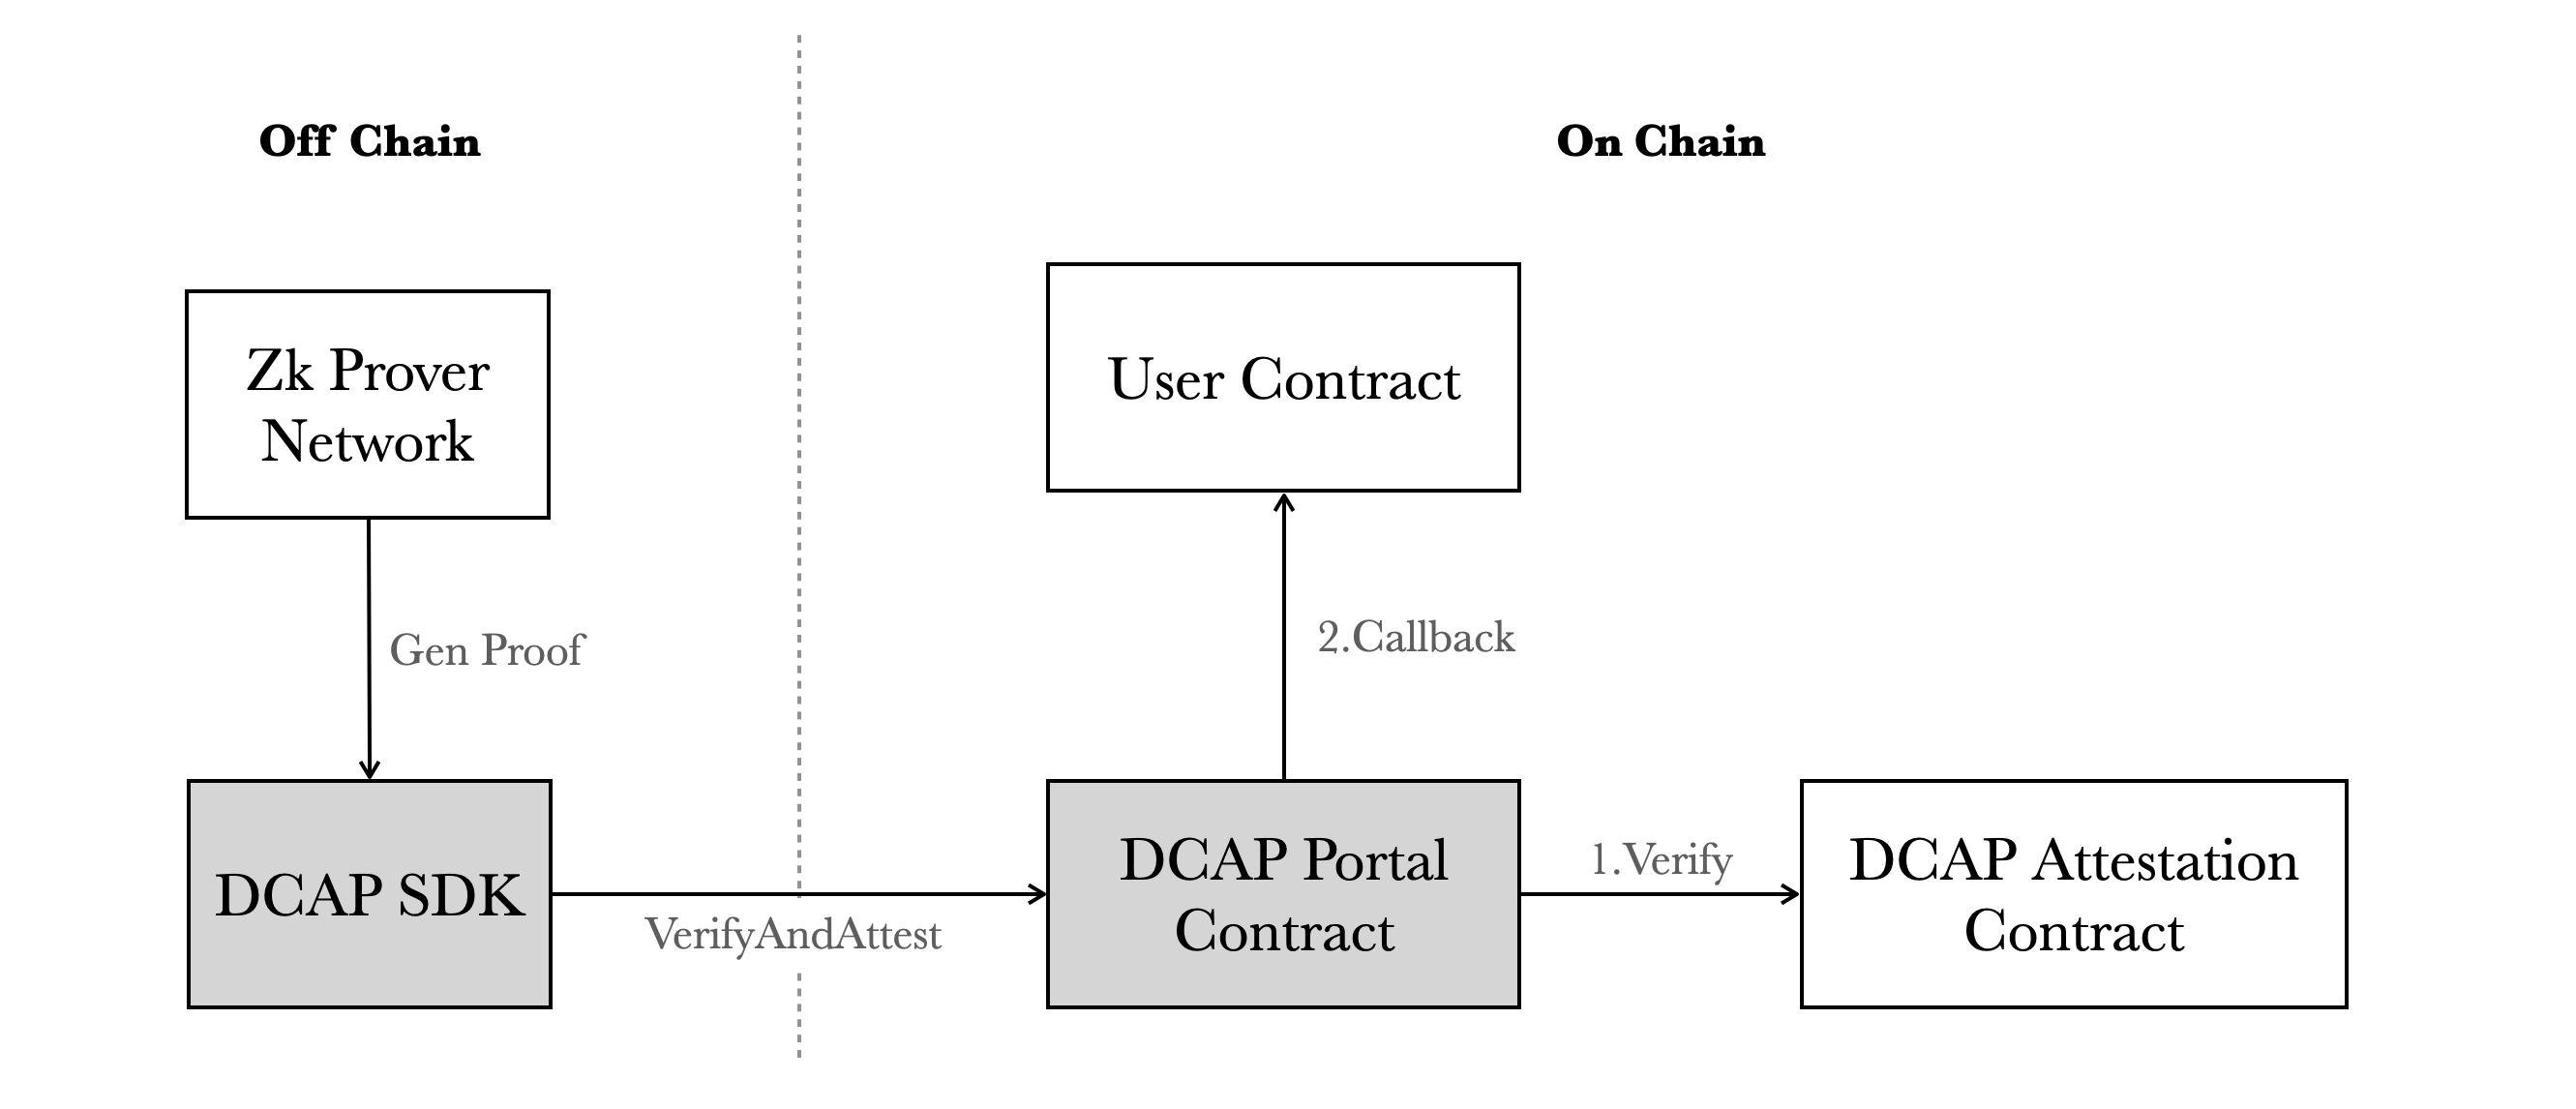 Off Chain
On Chain
Zk Prover
Network
User Contract
Gen Proof
2.Callback
DCAP SDK
VerifyAndAttest
DCAP Portal
Contract
1.Verify
DCAP Attestation
Contract